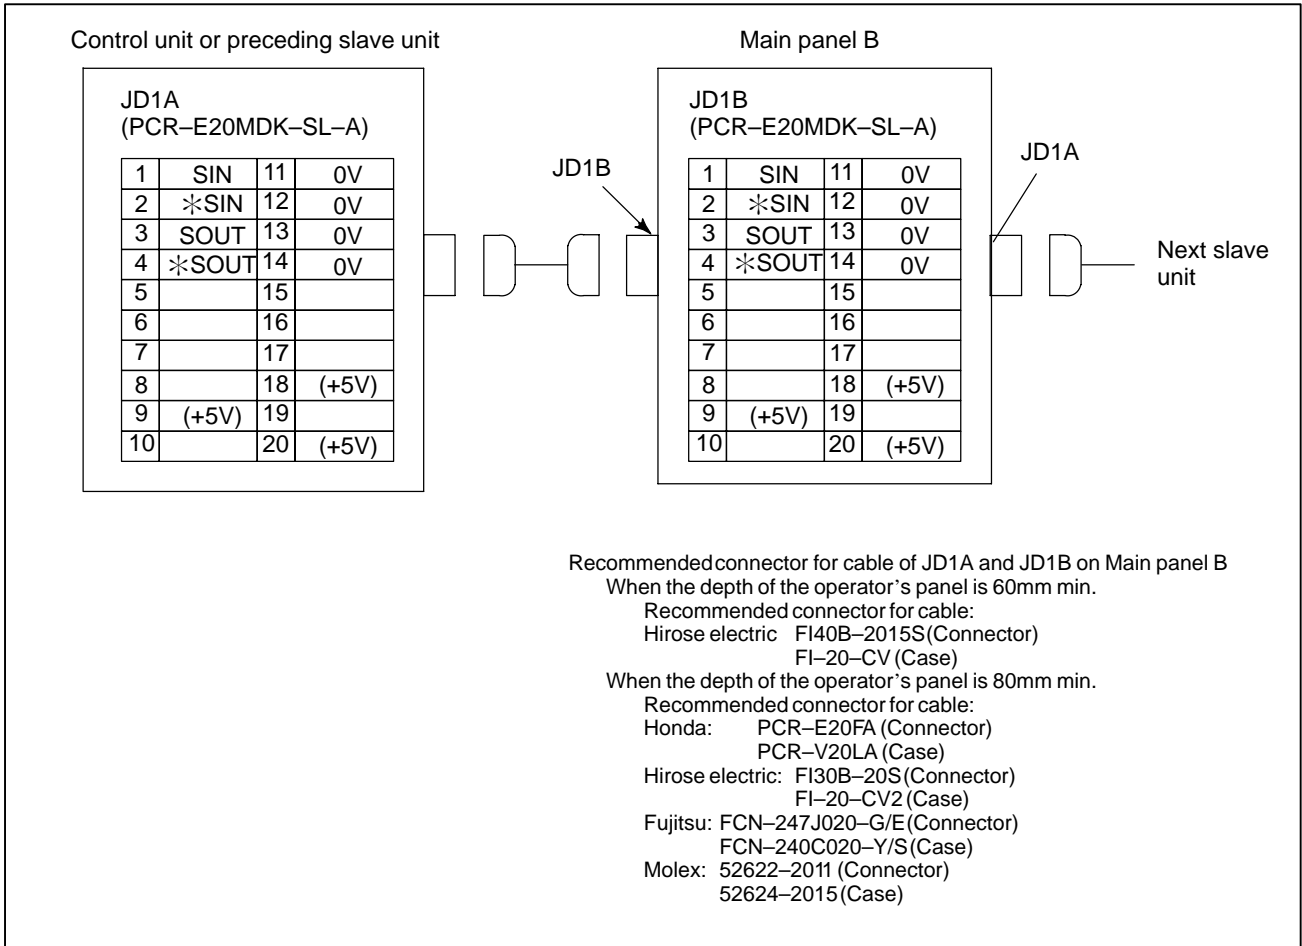 Control unit or preceding slave unit
Main panel B
JD1A
(PCR–E20MDK–SL–A)
1 SIN 11 0V
2 ✳SIN 12 0V
3 SOUT 13 0V
4 ✳SOUT 14 0V
5 15
6 16
7 17
8 18 (+5V)
9 (+5V) 19
10 20 (+5V)
JD1B
JD1B
(PCR–E20MDK–SL–A)
1 SIN 11 0V
2 ✳SIN 12 0V
3 SOUT 13 0V
4 ✳SOUT 14 0V
5 15
6 16
7 17
8 18 (+5V)
9 (+5V) 19
10 20 (+5V)
JD1A
Next slave
unit
Recommended connector for cable of JD1A and JD1B on Main panel B
When the depth of the operator’s panel is 60mm min.
Recommended connector for cable:
Hirose electric FI40B–2015S (Connector)
FI–20–CV (Case)
When the depth of the operator’s panel is 80mm min.
Recommended connector for cable:
Honda: PCR–E20FA (Connector)
PCR–V20LA (Case)
Hirose electric: FI30B–20S (Connector)
FI–20–CV2 (Case)
Fujitsu: FCN–247J020–G/E (Connector)
FCN–240C020–Y/S (Case)
Molex: 52622–2011 (Connector)
52624–2015 (Case)